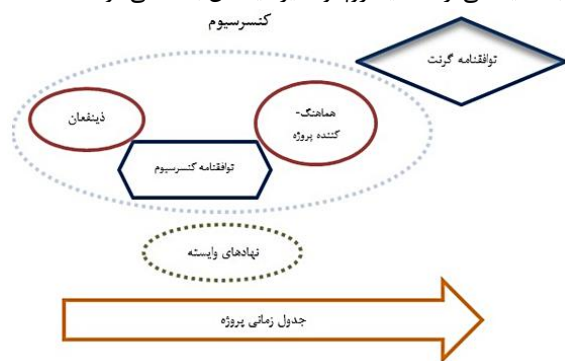 کنسرسیوم
توافقنامه گرنت
ذینفعان
هماهنگ-
کننده پروژه
توافقنامه کنسرسیوم
نهادهای وابسته
جدول زمانی پروژه